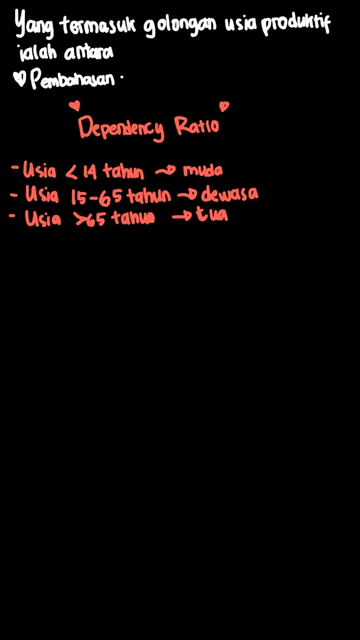 Yang termasuk golongan usia produktif
ialah antara
Pembahasan.
Dependency Ratio
- Usia < 14 tahun → muda
- Usia 15-65 tahun → dewasa
- Usia >65 tahun → tua